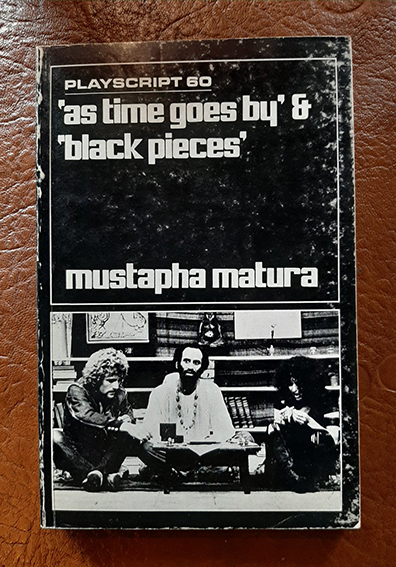 PLAYSCRIPT 60
'as time goes by' &
'black pieces'
mustapha matura